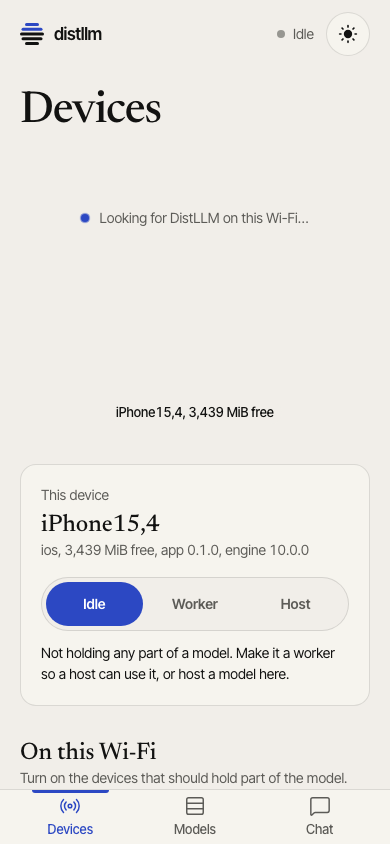 distllm
Idle
Devices
Looking for DistLLM on this Wi-Fi...
iPhone15,4, 3,439 MiB free
This device
iPhone15,4
ios, 3,439 MiB free, app 0.1.0, engine 10.0.0
Idle
Worker
Host
Not holding any part of a model. Make it a worker
so a host can use it, or host a model here.
On this Wi-Fi
Turn on the devices that should hold part of the model.
Devices
Models
Chat